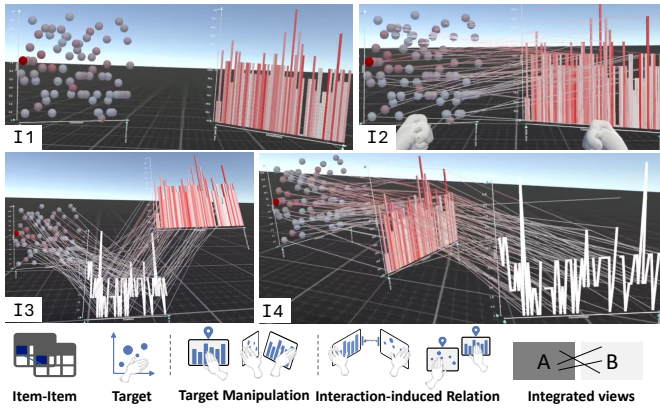 I1
I2
I3
I4
A
B
Item-Item
Target
Target Manipulation
Interaction-induced Relation
Integrated views